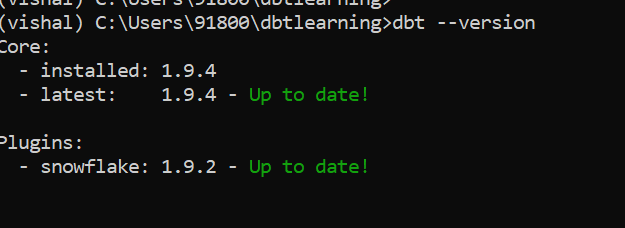 (vishal) C:\Users\91800\dbtlearning>
(vishal) C:\Users\91800\dbtlearning>dbt --version
Core:
  - installed: 1.9.4
  - latest:    1.9.4 - Up to date!

Plugins:
  - snowflake: 1.9.2 - Up to date!